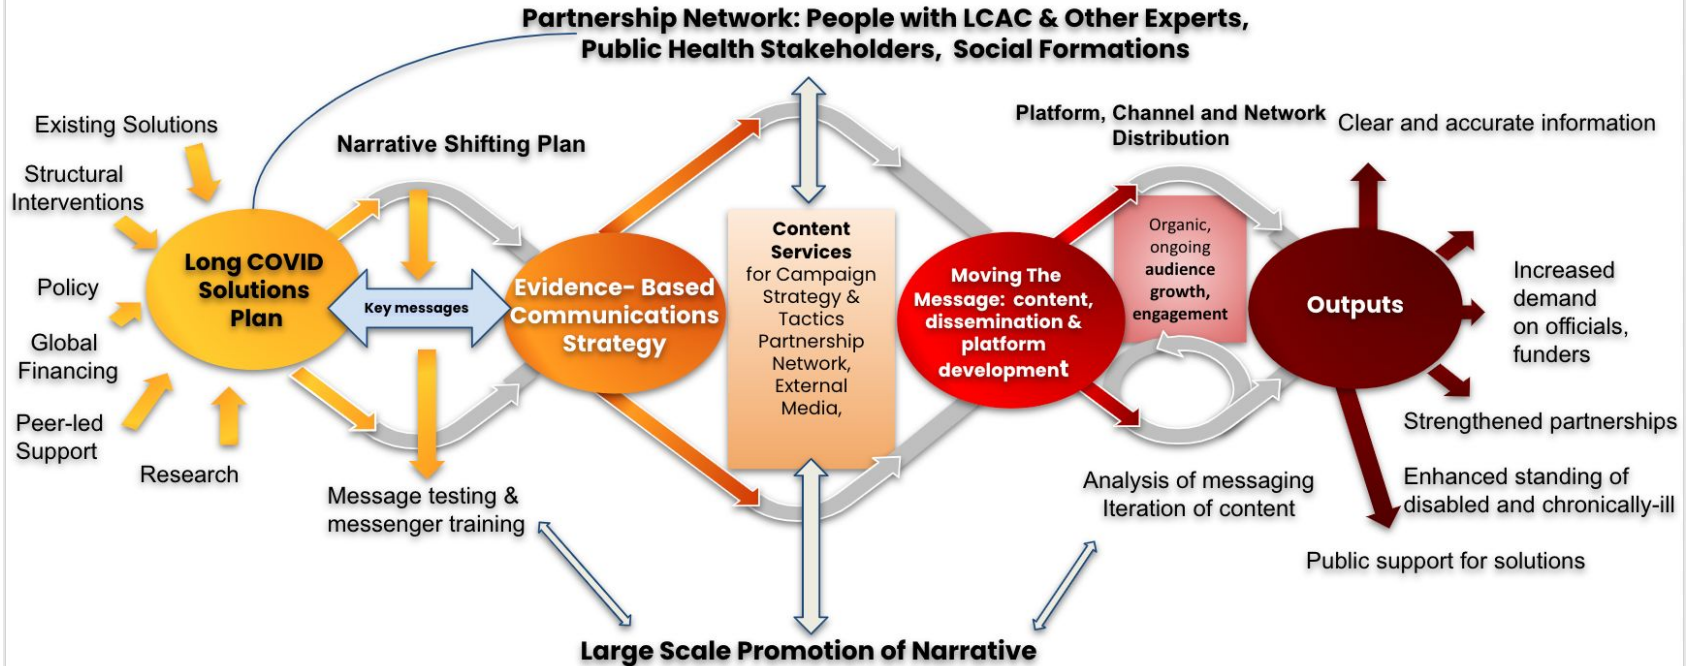 Partnership Network: People with LCAC & Other Experts,
Public Health Stakeholders, Social Formations
Existing Solutions
Structural
Interventions
Policy
Global
Financing
Peer-led
Support
Research
Long COVID
Solutions
Plan
Narrative Shifting Plan
Key messages
Message testing &
messenger training
Evidence- Based
Communications
Strategy
Content
Services
for Campaign
Strategy &
Tactics
Partnership
Network,
External
Media,
Moving The
Message: content,
dissemination &
platform
development
Platform, Channel and Network
Distribution
Organic,
ongoing
audience
growth,
engagement
Analysis of messaging
Iteration of content
Outputs
Clear and accurate information
Increased
demand
on officials,
funders
Strengthened partnerships
Enhanced standing of
disabled and chronically-ill
Public support for solutions
Large Scale Promotion of Narrative